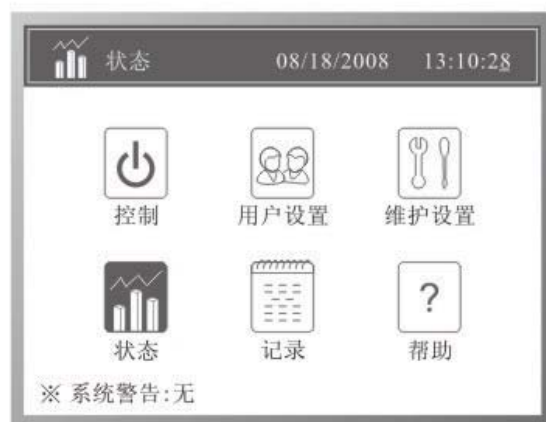 状态 08/18/2008 13:10:28
控制 用户设置 维护设置
?
状态 记录 帮助
※ 系统警告:无